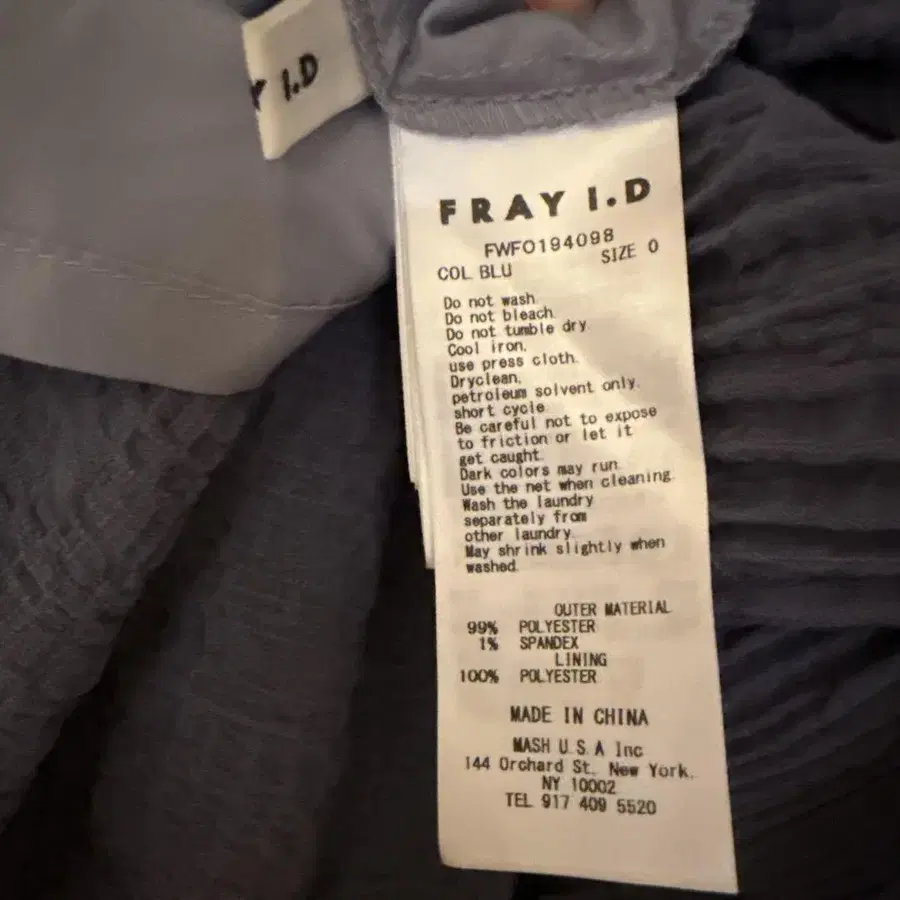 I.D
FRAY I.D
FWFO194098
COL BLU SIZE 0
Do not wash.
Do not bleach.
Do not tumble dry.
Cool iron,
use press cloth.
Dryclean,
petroleum solvent only.
short cycle.
Be careful not to expose
to friction or let it
get caught.
Dark colors may run.
Use the net when cleaning.
Wash the laundry
separately from
other laundry.
May shrink slightly when
washed.
OUTER MATERIAL
99% POLYESTER
1% SPANDEX
LINING
100% POLYESTER
MADE IN CHINA
MASH U.S.A Inc
144 Orchard St., New York,
NY 10002
TEL 917 409 5520